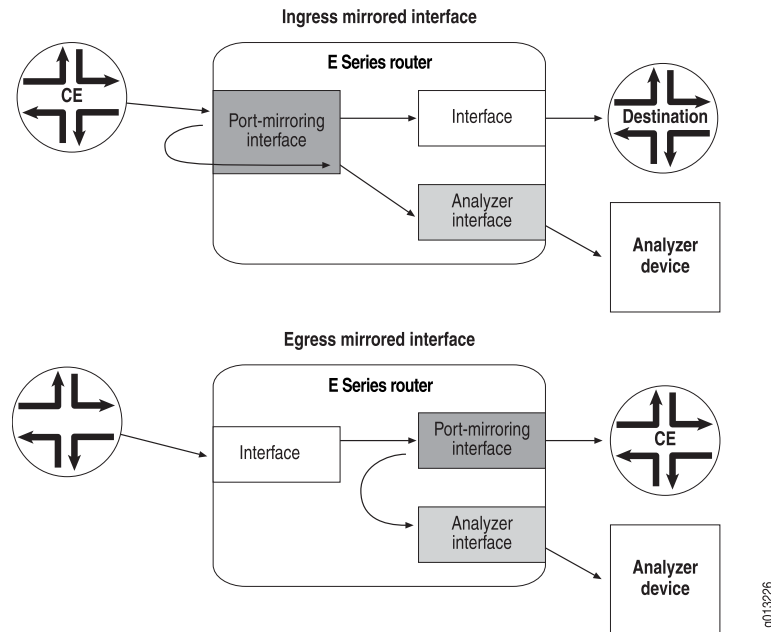 Ingress mirrored interface
E Series router
CE
Port-mirroring
interface
Interface
Destination
Analyzer
interface
Analyzer
device
Egress mirrored interface
E Series router
Interface
Port-mirroring
interface
CE
Analyzer
interface
Analyzer
device
g013226